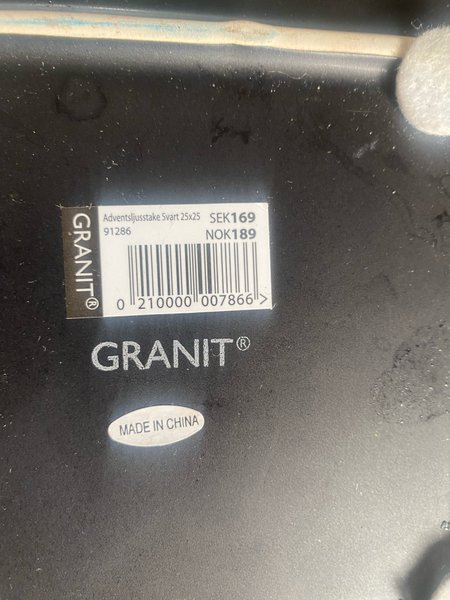 GRANIT®
Adventsljusstake Svart 25x25 SEK169
91286 NOK189
0 210000 007866 >
GRANIT®
MADE IN CHINA